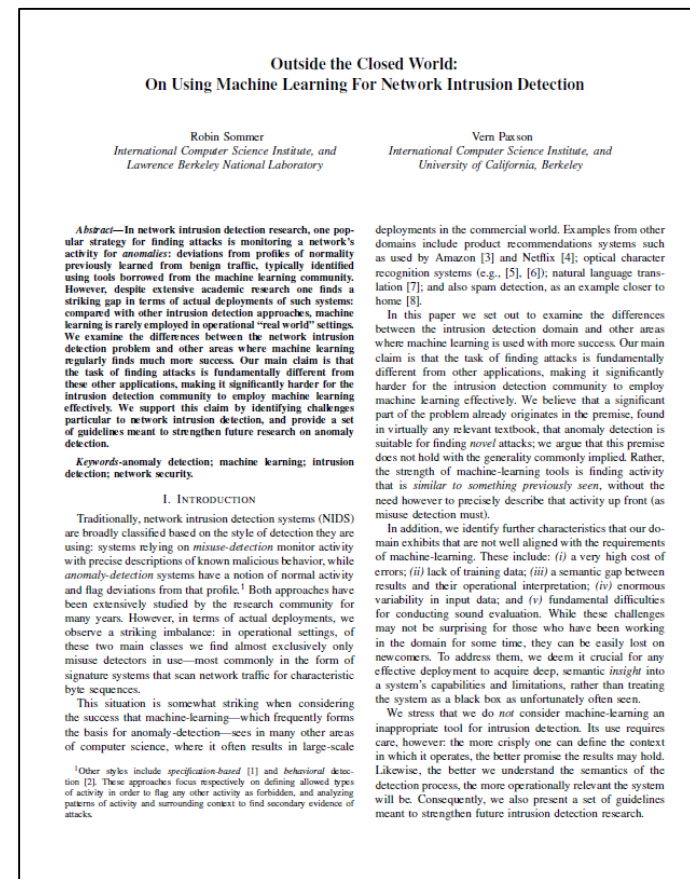 Outside the Closed World:
On Using Machine Learning For Network Intrusion Detection
Robin Sommer
International Computer Science Institute, and
Lawrence Berkeley National Laboratory
Vern Paxson
International Computer Science Institute, and
University of California, Berkeley
Abstract—In network intrusion detection research, one pop-
ular strategy for finding attacks is monitoring a network's
activity for anomalies: deviations from profiles of normality
previously learned from benign traffic, typically identified
using tools borrowed from the machine learning community.
However, despite extensive academic research one finds a
striking gap in terms of actual deployments of such systems:
compared with other intrusion detection approaches, machine
learning is rarely employed in operational “real world” settings.
We examine the differences between the network intrusion
detection problem and other areas where machine learning
regularly finds much more success. Our main claim is that
the task of finding attacks is fundamentally different from
these other applications, making it significantly harder for the
intrusion detection community to employ machine learning
effectively. We support this claim by identifying challenges
particular to network intrusion detection, and provide a set
of guidelines meant to strengthen future research on anomaly
detection.
Keywords-anomaly detection; machine learning; intrusion
detection; network security.
I. INTRODUCTION
Traditionally, network intrusion detection systems (NIDS)
are broadly classified based on the style of detection they are
using: systems relying on misuse-detection monitor activity
with precise descriptions of known malicious behavior, while
anomaly-detection systems have a notion of normal activity
and flag deviations from that profile.1 Both approaches have
been extensively studied by the research community for
many years. However, in terms of actual deployments, we
observe a striking imbalance: in operational settings, of
these two main classes we find almost exclusively only
misuse detectors in use—most commonly in the form of
signature systems that scan network traffic for characteristic
byte sequences.
This situation is somewhat striking when considering
the success that machine-learning—which frequently forms
the basis for anomaly-detection—sees in many other areas
of computer science, where it often results in large-scale
1Other styles include specification-based [1] and behavioral detec-
tion [2]. These approaches focus respectively on defining allowed types
of activity in order to flag any other activity as forbidden, and analyzing
patterns of activity and surrounding context to find secondary evidence of
attacks.
deployments in the commercial world. Examples from other
domains include product recommendations systems such
as used by Amazon [3] and Netflix [4]; optical character
recognition systems (e.g., [5], [6]); natural language trans-
lation [7]; and also spam detection, as an example closer to
home [8].
In this paper we set out to examine the differences
between the intrusion detection domain and other areas
where machine learning is used with more success. Our main
claim is that the task of finding attacks is fundamentally
different from other applications, making it significantly
harder for the intrusion detection community to employ
machine learning effectively. We believe that a significant
part of the problem already originates in the premise, found
in virtually any relevant textbook, that anomaly detection is
suitable for finding novel attacks; we argue that this premise
does not hold with the generality commonly implied. Rather,
the strength of machine-learning tools is finding activity
that is similar to something previously seen, without the
need however to precisely describe that activity up front (as
misuse detection must).
In addition, we identify further characteristics that our do-
main exhibits that are not well aligned with the requirements
of machine-learning. These include: (i) a very high cost of
errors; (ii) lack of training data; (iii) a semantic gap between
results and their operational interpretation; (iv) enormous
variability in input data; and (v) fundamental difficulties
for conducting sound evaluation. While these challenges
may not be surprising for those who have been working
in the domain for some time, they can be easily lost on
newcomers. To address them, we deem it crucial for any
effective deployment to acquire deep, semantic insight into
a system's capabilities and limitations, rather than treating
the system as a black box as unfortunately often seen.
We stress that we do not consider machine-learning an
inappropriate tool for intrusion detection. Its use requires
care, however: the more crisply one can define the context
in which it operates, the better promise the results may hold.
Likewise, the better we understand the semantics of the
detection process, the more operationally relevant the system
will be. Consequently, we also present a set of guidelines
meant to strengthen future intrusion detection research.